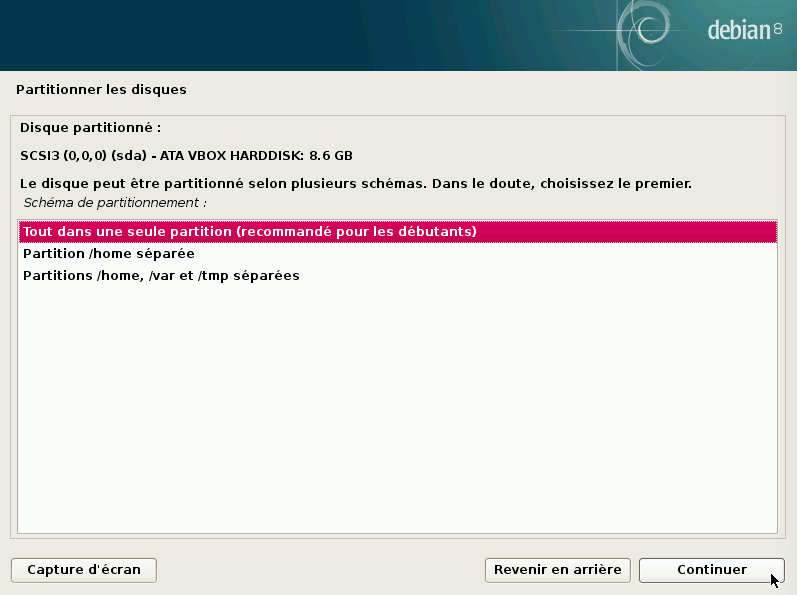 debian 8
Partitionner les disques
Disque partitionné :
SCSI3 (0,0,0) (sda) - ATA VBOX HARDDISK: 8.6 GB
Le disque peut être partitionné selon plusieurs schémas. Dans le doute, choisissez le premier.
Schéma de partitionnement :
Tout dans une seule partition (recommandé pour les débutants)
Partition /home séparée
Partitions /home, /var et /tmp séparées
Capture d'écran
Revenir en arrière
Continuer